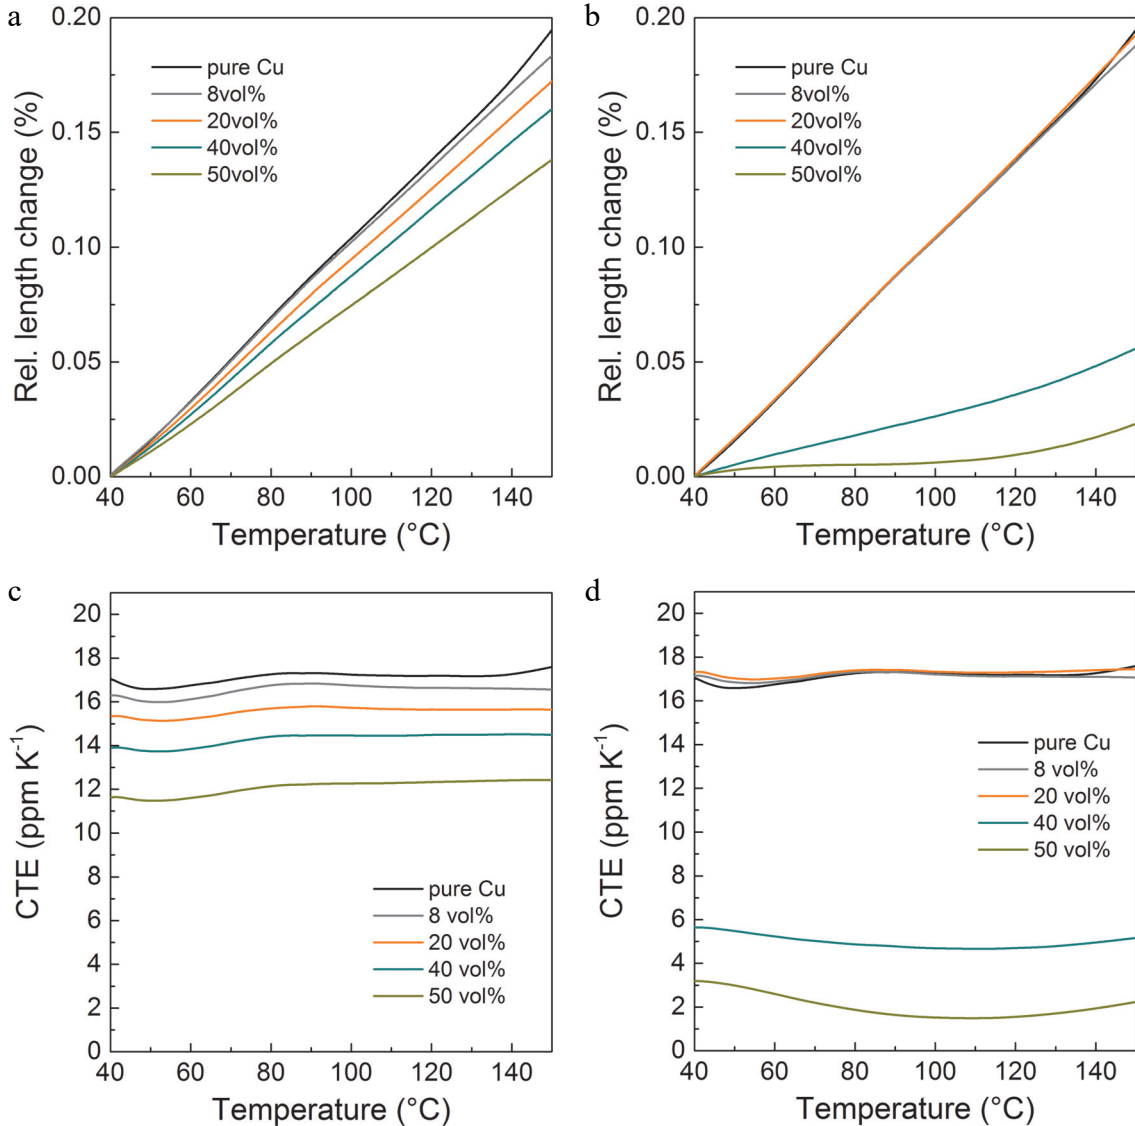 a
Rel. length change (%)
0.20
0.15
0.10
0.05
0.00
pure Cu
8vol%
20vol%
40vol%
50vol%
40 60 80 100 120 140
Temperature (°C)
b
Rel. length change (%)
0.20
0.15
0.10
0.05
0.00
pure Cu
8vol%
20vol%
40vol%
50vol%
40 60 80 100 120 140
Temperature (°C)
c
CTE (ppm K⁻¹)
20
18
16
14
12
10
8
6
4
2
0
pure Cu
8 vol%
20 vol%
40 vol%
50 vol%
40 60 80 100 120 140
Temperature (°C)
d
CTE (ppm K⁻¹)
20
18
16
14
12
10
8
6
4
2
0
pure Cu
8 vol%
20 vol%
40 vol%
50 vol%
40 60 80 100 120 140
Temperature (°C)